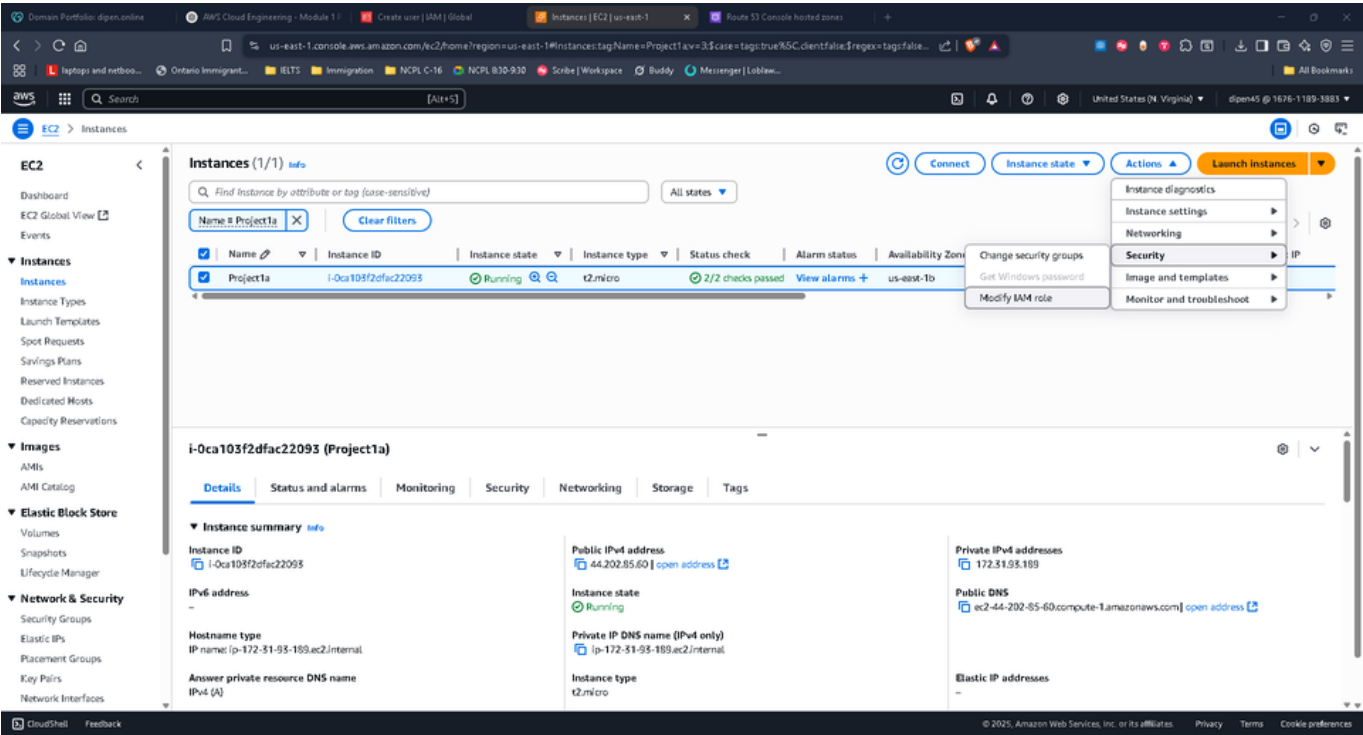 Domain Portfolio: dipen.online
AWS Cloud Engineering - Module 1 P
Create user | IAM | Global
Instances | EC2 | us-east-1
Route 53 Console hosted zones
us-east-1.console.aws.amazon.com/ec2/home?region=us-east-1#Instances:tag:Name=Project1a;v=3;$case=tags:true%5C,client:false;$regex=tags:false...
laptops and netboo...
Ontario Immigrant...
IELTS
Immigration
NCPL C-16
NCPL 830-930
Scribe | Workspace
Buddy
Messenger | Loblaw...
All Bookmarks
aws
Search
[Alt+S]
United States (N. Virginia)
dipen45 @ 1676-1189-3883
EC2 > Instances
EC2
Dashboard
EC2 Global View
Events
Instances
Instances
Instance Types
Launch Templates
Spot Requests
Savings Plans
Reserved Instances
Dedicated Hosts
Capacity Reservations
Images
AMIs
AMI Catalog
Elastic Block Store
Volumes
Snapshots
Lifecycle Manager
Network & Security
Security Groups
Elastic IPs
Placement Groups
Key Pairs
Network Interfaces
Instances (1/1) Info
Connect
Instance state
Actions
Launch instances
Find Instance by attribute or tag (case-sensitive)
All states
Name = Project1a
Clear filters
Name
Instance ID
Instance state
Instance type
Status check
Alarm status
Availability Zon
IP
Project1a
i-0ca103f2dfac22093
Running
t2.micro
2/2 checks passed
View alarms +
us-east-1b
Instance diagnostics
Instance settings
Networking
Security
Image and templates
Monitor and troubleshoot
Change security groups
Get Windows password
Modify IAM role
i-0ca103f2dfac22093 (Project1a)
Details
Status and alarms
Monitoring
Security
Networking
Storage
Tags
Instance summary Info
Instance ID
i-0ca103f2dfac22093
Public IPv4 address
44.202.85.60 | open address
Private IPv4 addresses
172.31.93.189
IPv6 address
–
Instance state
Running
Public DNS
ec2-44-202-85-60.compute-1.amazonaws.com | open address
Hostname type
IP name: ip-172-31-93-189.ec2.internal
Private IP DNS name (IPv4 only)
ip-172-31-93-189.ec2.internal
Answer private resource DNS name
IPv4 (A)
Instance type
t2.micro
Elastic IP addresses
–
CloudShell
Feedback
© 2025, Amazon Web Services, Inc. or its affiliates.
Privacy
Terms
Cookie preferences